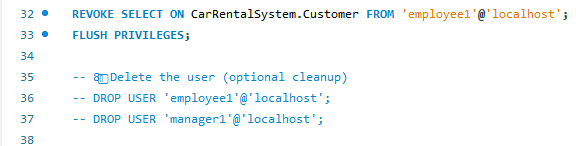 32 REVOKE SELECT ON CarRentalSystem.Customer FROM 'employee1'@'localhost';
33 FLUSH PRIVILEGES;
34
35 -- 8️⃣ Delete the user (optional cleanup)
36 -- DROP USER 'employee1'@'localhost';
37 -- DROP USER 'manager1'@'localhost';
38